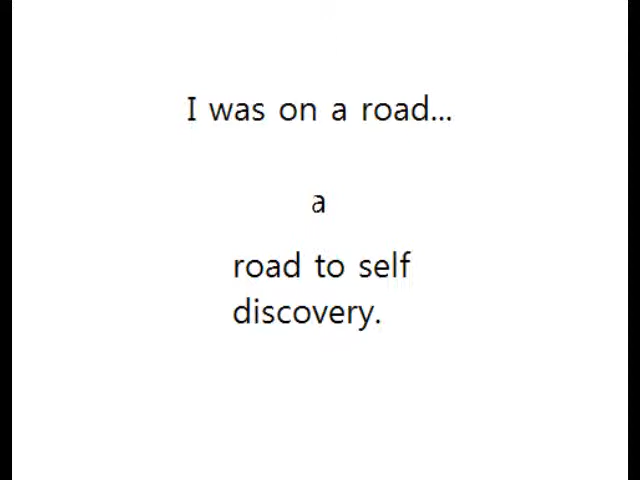 I was on a road...
a
road to self
discovery.